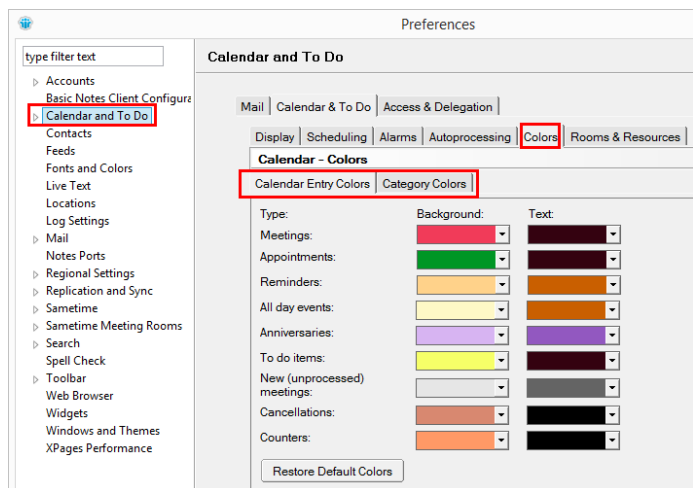 Preferences
type filter text
Calendar and To Do
Accounts
Basic Notes Client Configura
Calendar and To Do
Contacts
Feeds
Fonts and Colors
Live Text
Locations
Log Settings
Mail
Notes Ports
Regional Settings
Replication and Sync
Sametime
Sametime Meeting Rooms
Search
Spell Check
Toolbar
Web Browser
Widgets
Windows and Themes
XPages Performance
Mail Calendar & To Do Access & Delegation
Display Scheduling Alarms Autoprocessing Colors Rooms & Resources
Calendar - Colors
Calendar Entry Colors Category Colors
Type: Background: Text:
Meetings:
Appointments:
Reminders:
All day events:
Anniversaries:
To do items:
New (unprocessed)
meetings:
Cancellations:
Counters:
Restore Default Colors